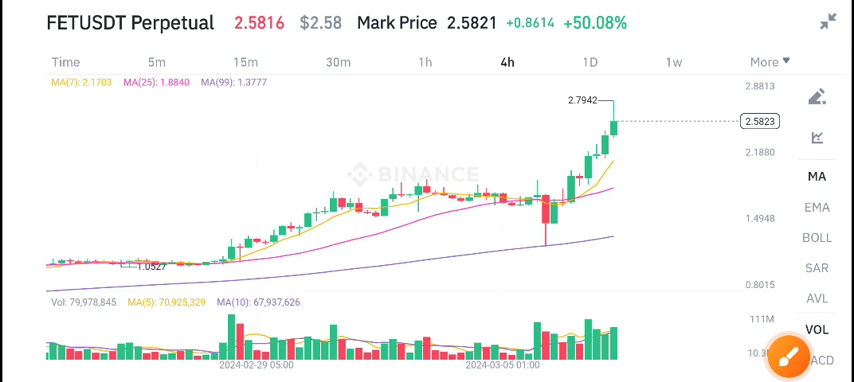 FETUSDT Perpetual 2.5816 $2.58 Mark Price 2.5821 +0.8614 +50.08%
Time 5m 15m 30m 1h 4h 1D 1w More
MA(7): 2.1703 MA(25): 1.8840 MA(99): 1.3777
2.8813
2.7942
2.5823
2.1880
BINANCE
MA
EMA
1.4948
BOLL
1.0527
SAR
0.8015
Vol: 79,978,845 MA(5): 70,925,329 MA(10): 67,937,626
AVL
111M
VOL
10.3
ACD
2024-02-29 05:00 2024-03-05 01:00